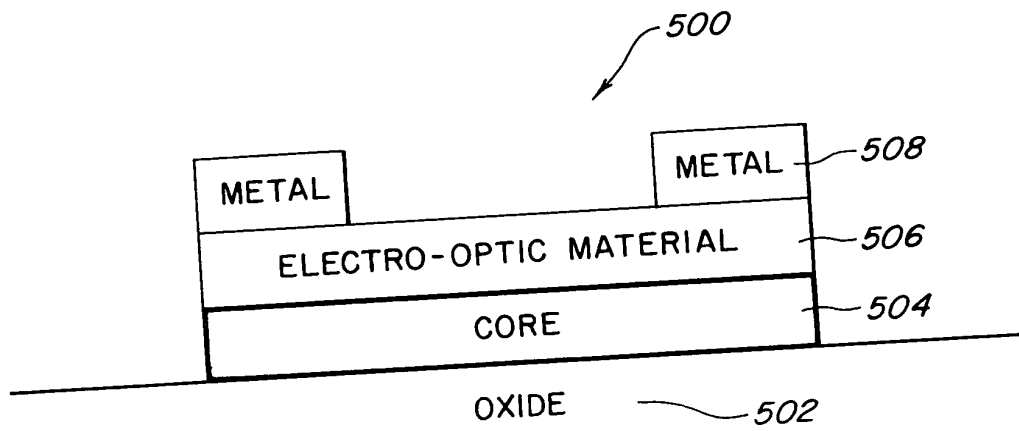 500
METAL
METAL
508
ELECTRO-OPTIC MATERIAL
506
CORE
504
OXIDE
502